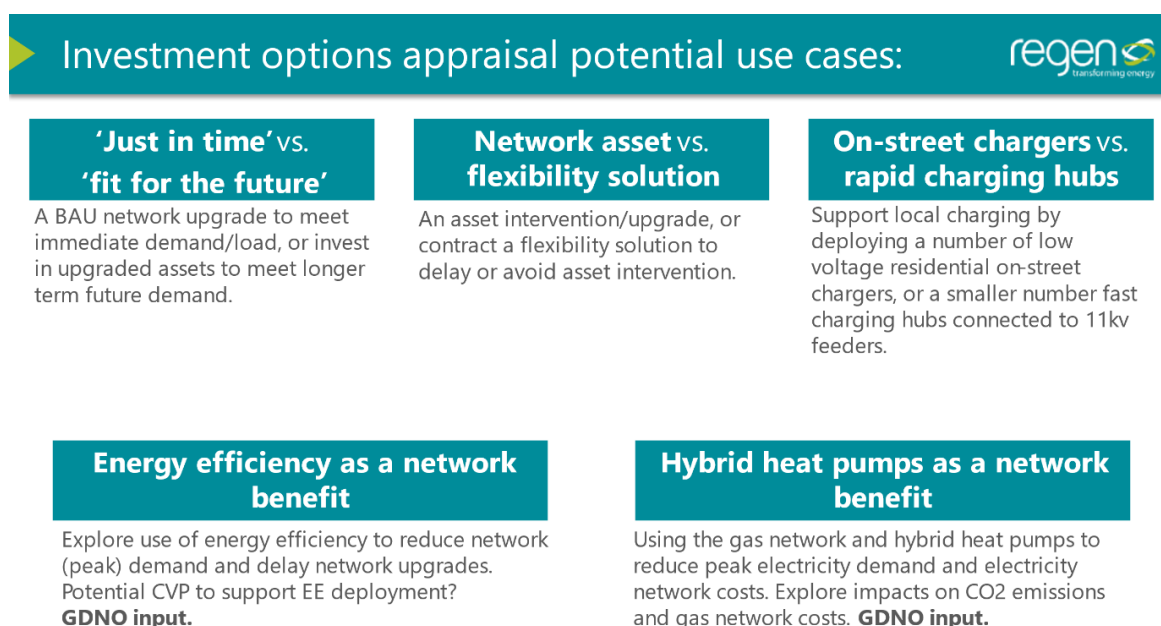 Investment options appraisal potential use cases:
regen
transforming energy
'Just in time' vs.
'fit for the future'
A BAU network upgrade to meet
immediate demand/load, or invest
in upgraded assets to meet longer
term future demand.
Network asset vs.
flexibility solution
An asset intervention/upgrade, or
contract a flexibility solution to
delay or avoid asset intervention.
On-street chargers vs.
rapid charging hubs
Support local charging by
deploying a number of low
voltage residential on-street
chargers, or a smaller number fast
charging hubs connected to 11kv
feeders.
Energy efficiency as a network
benefit
Explore use of energy efficiency to reduce network
(peak) demand and delay network upgrades.
Potential CVP to support EE deployment?
GDNO input.
Hybrid heat pumps as a network
benefit
Using the gas network and hybrid heat pumps to
reduce peak electricity demand and electricity
network costs. Explore impacts on CO2 emissions
and gas network costs. GDNO input.